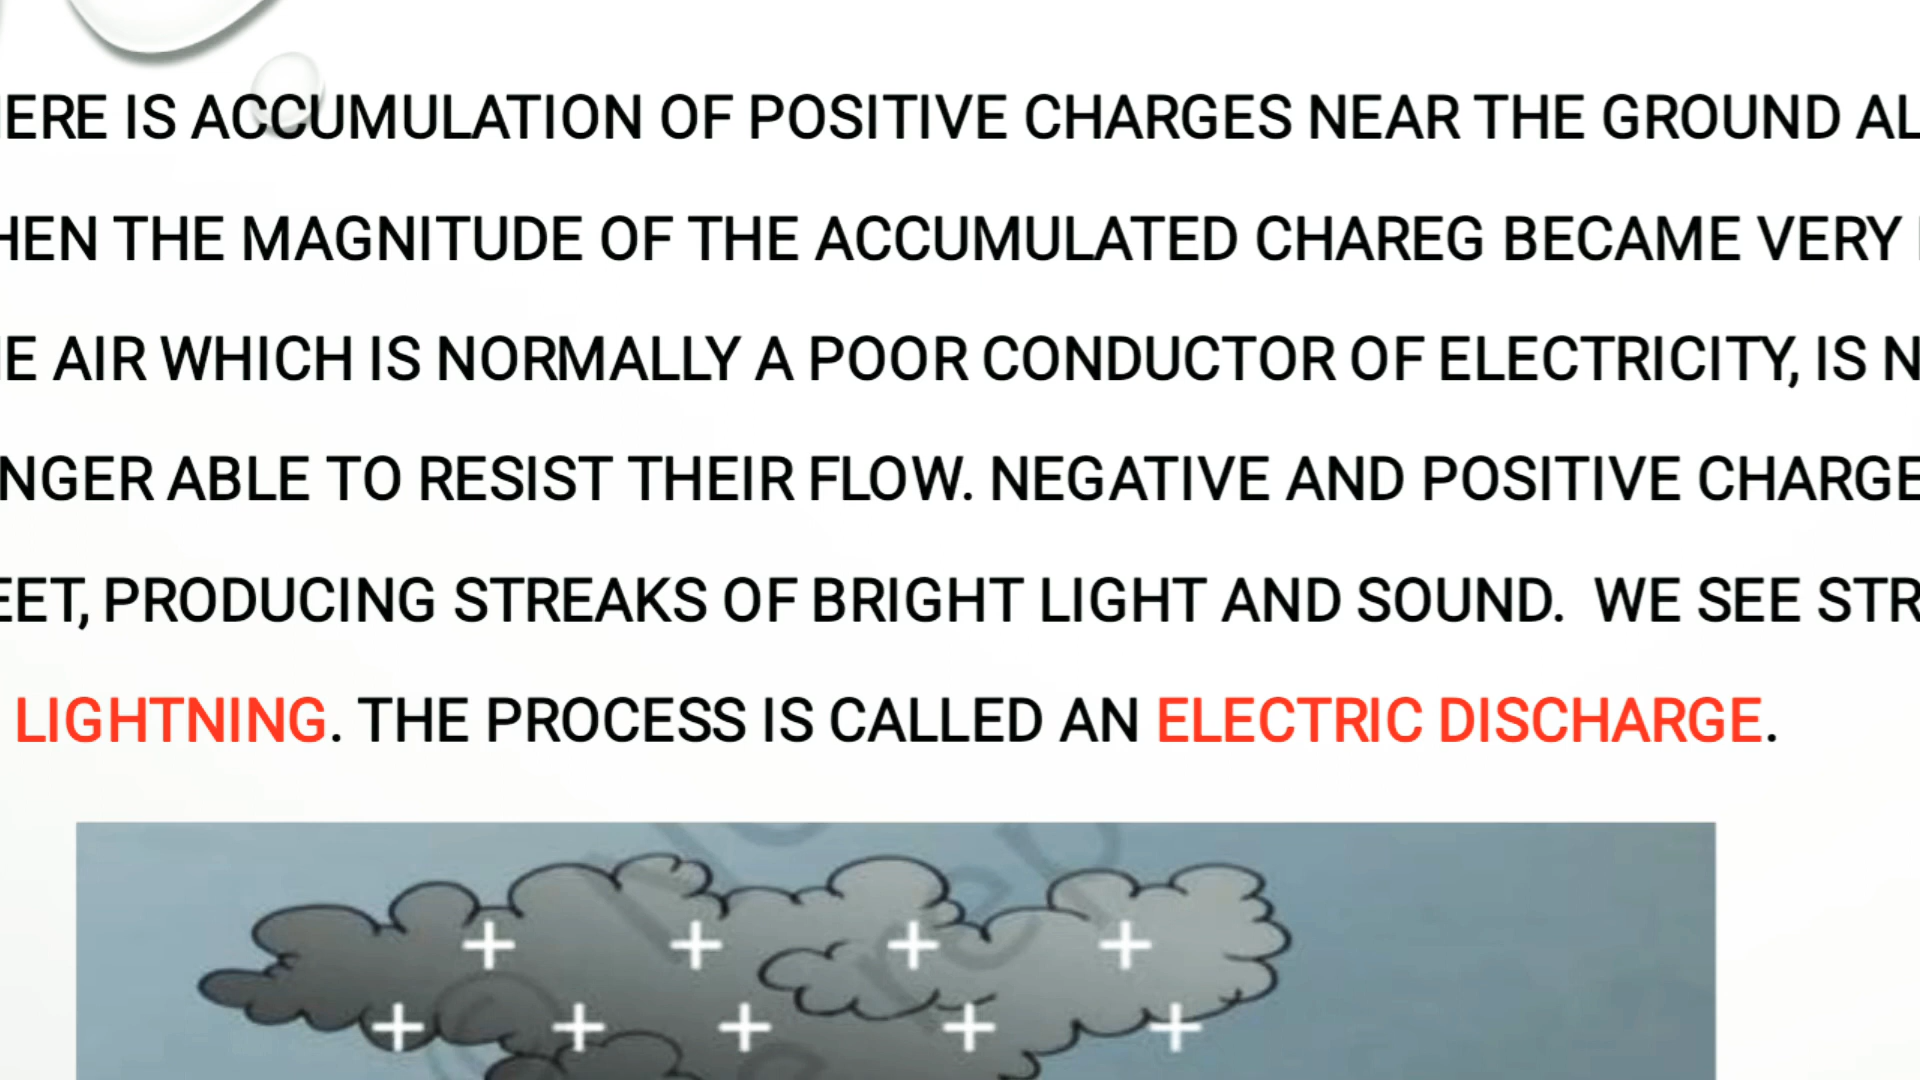 ERE IS ACCUMULATION OF POSITIVE CHARGES NEAR THE GROUND AL
HEN THE MAGNITUDE OF THE ACCUMULATED CHAREG BECAME VERY
E AIR WHICH IS NORMALLY A POOR CONDUCTOR OF ELECTRICITY, IS N
NGER ABLE TO RESIST THEIR FLOW. NEGATIVE AND POSITIVE CHARGE
EET, PRODUCING STREAKS OF BRIGHT LIGHT AND SOUND. WE SEE STR
LIGHTNING. THE PROCESS IS CALLED AN ELECTRIC DISCHARGE.
+ + + +
+ + + + +